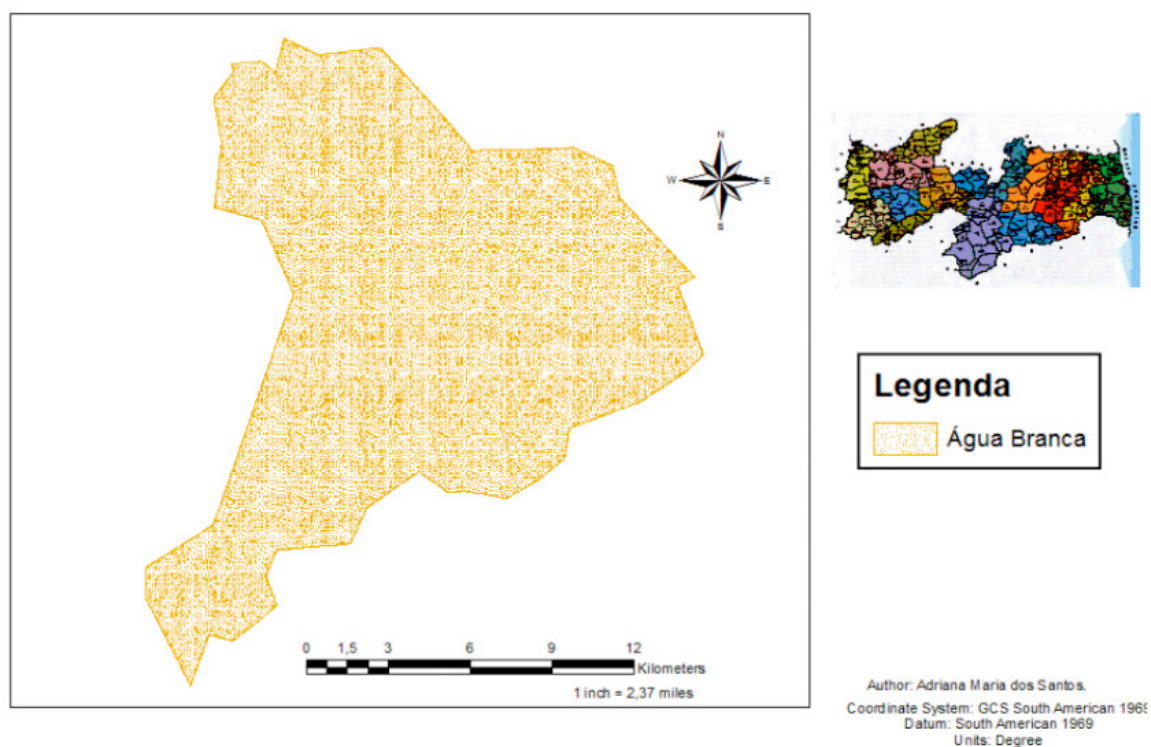 N
W E
S
Legenda
Água Branca
0 1,5 3 6 9 12
Kilometers
1 inch = 2,37 miles
Author: Adriana Maria dos Santos.
Coordinate System: GCS South American 1969
Datum: South American 1969
Units: Degree